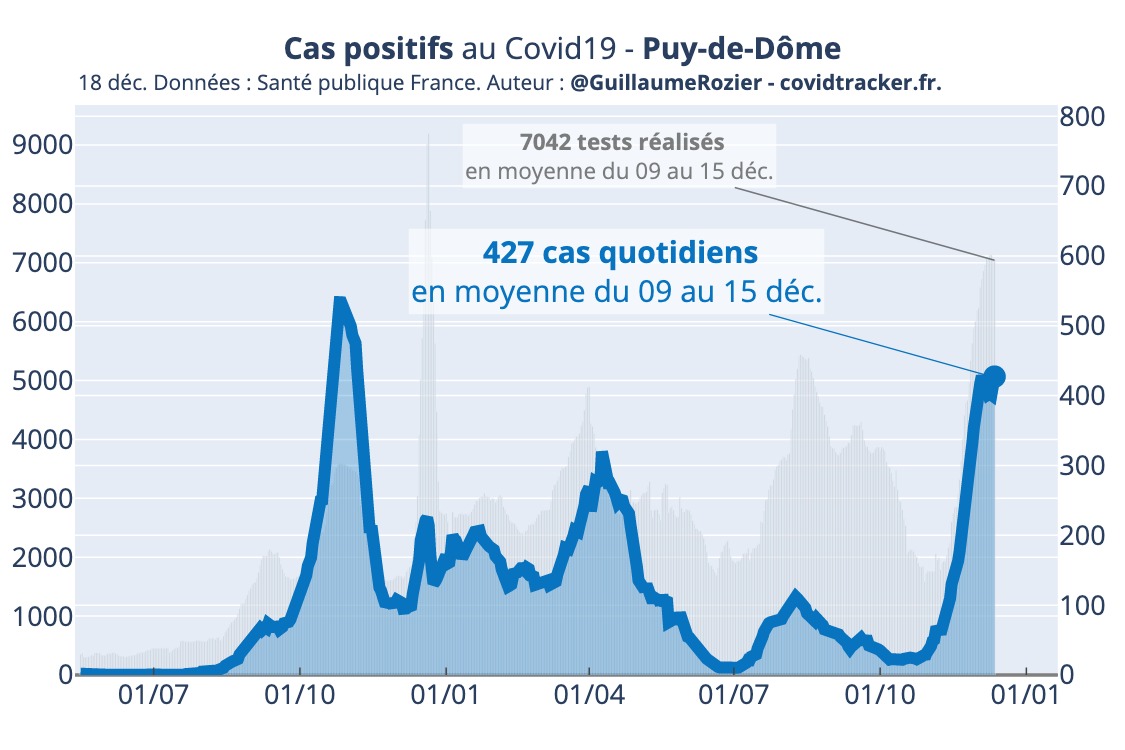 Cas positifs au Covid19 - Puy-de-Dôme
18 déc. Données : Santé publique France. Auteur : @GuillaumeRozier - covidtracker.fr.
7042 tests réalisés
en moyenne du 09 au 15 déc.
427 cas quotidiens
en moyenne du 09 au 15 déc.
9000
8000
7000
6000
5000
4000
3000
2000
1000
0
800
700
600
500
400
300
200
100
0
01/07 01/10 01/01 01/04 01/07 01/10 01/01